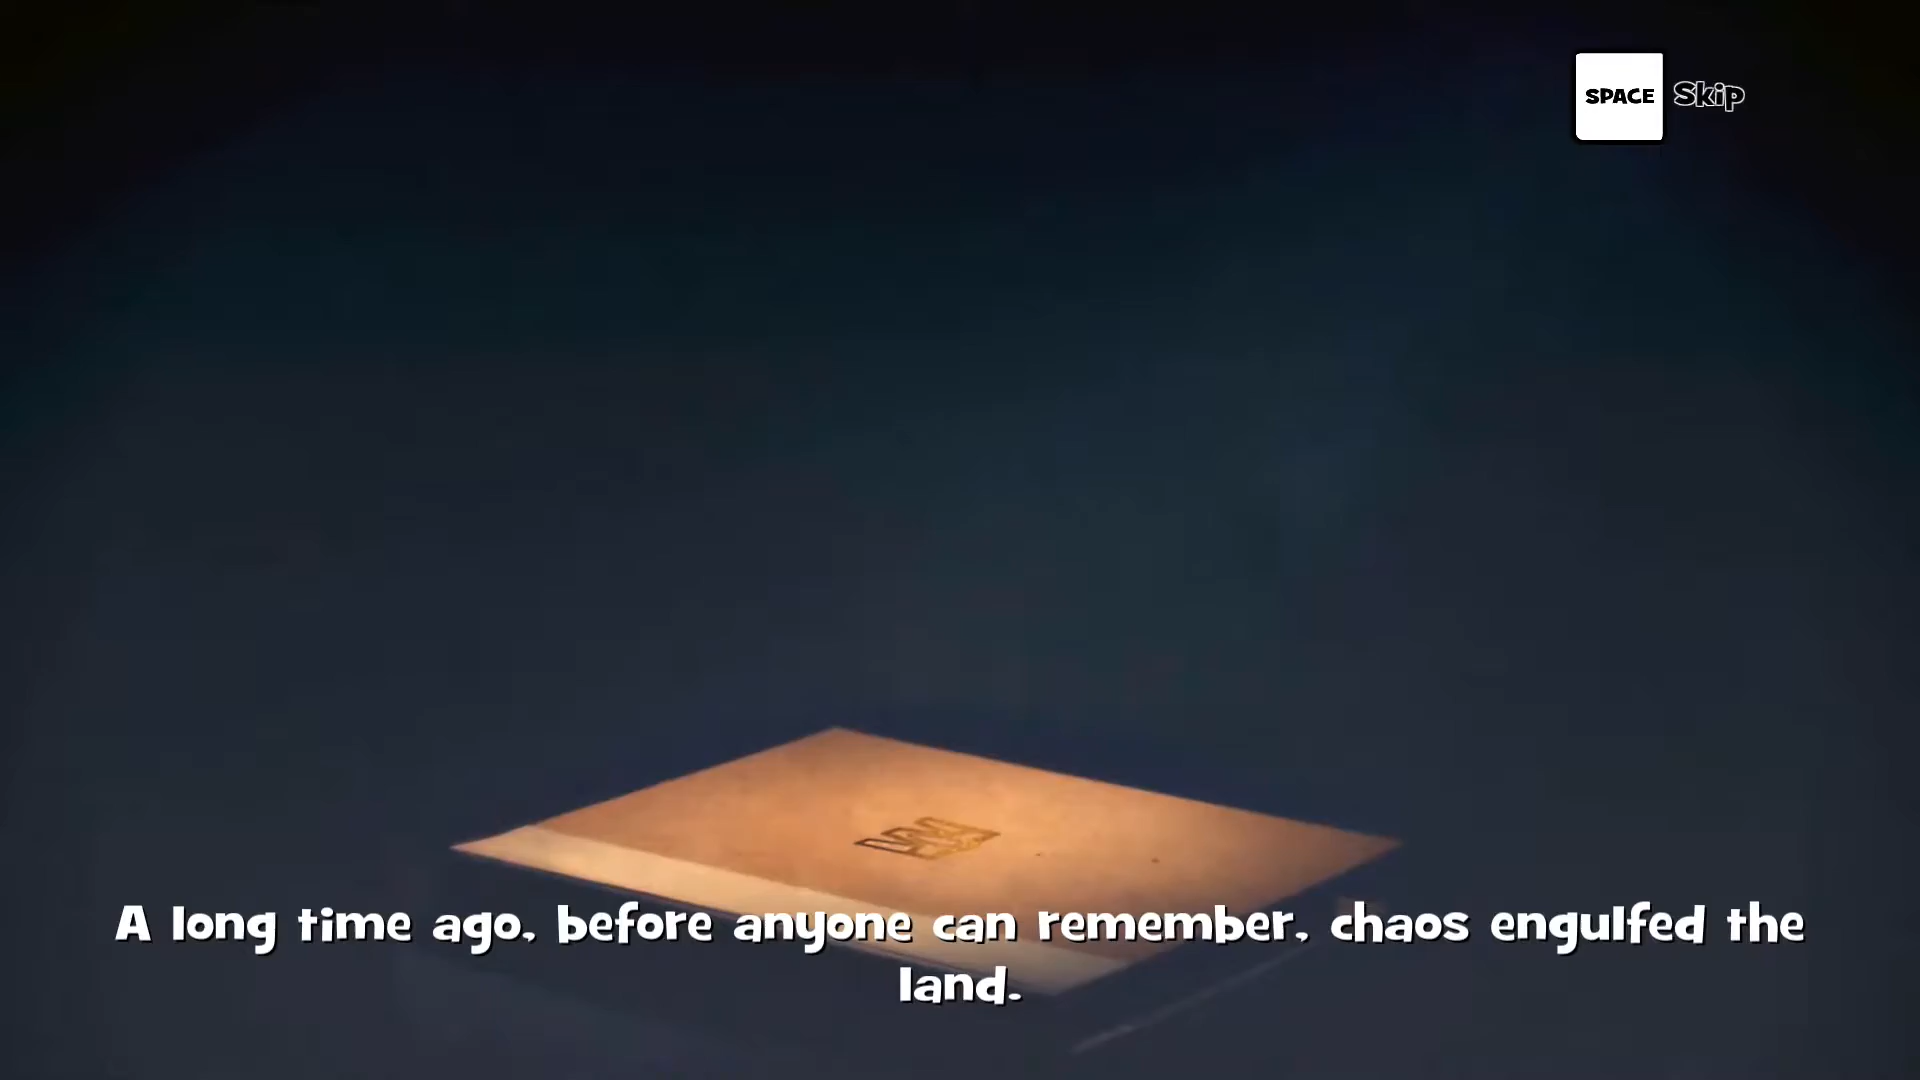 SPACE Skip
A long time ago, before anyone can remember, chaos engulfed the
land.